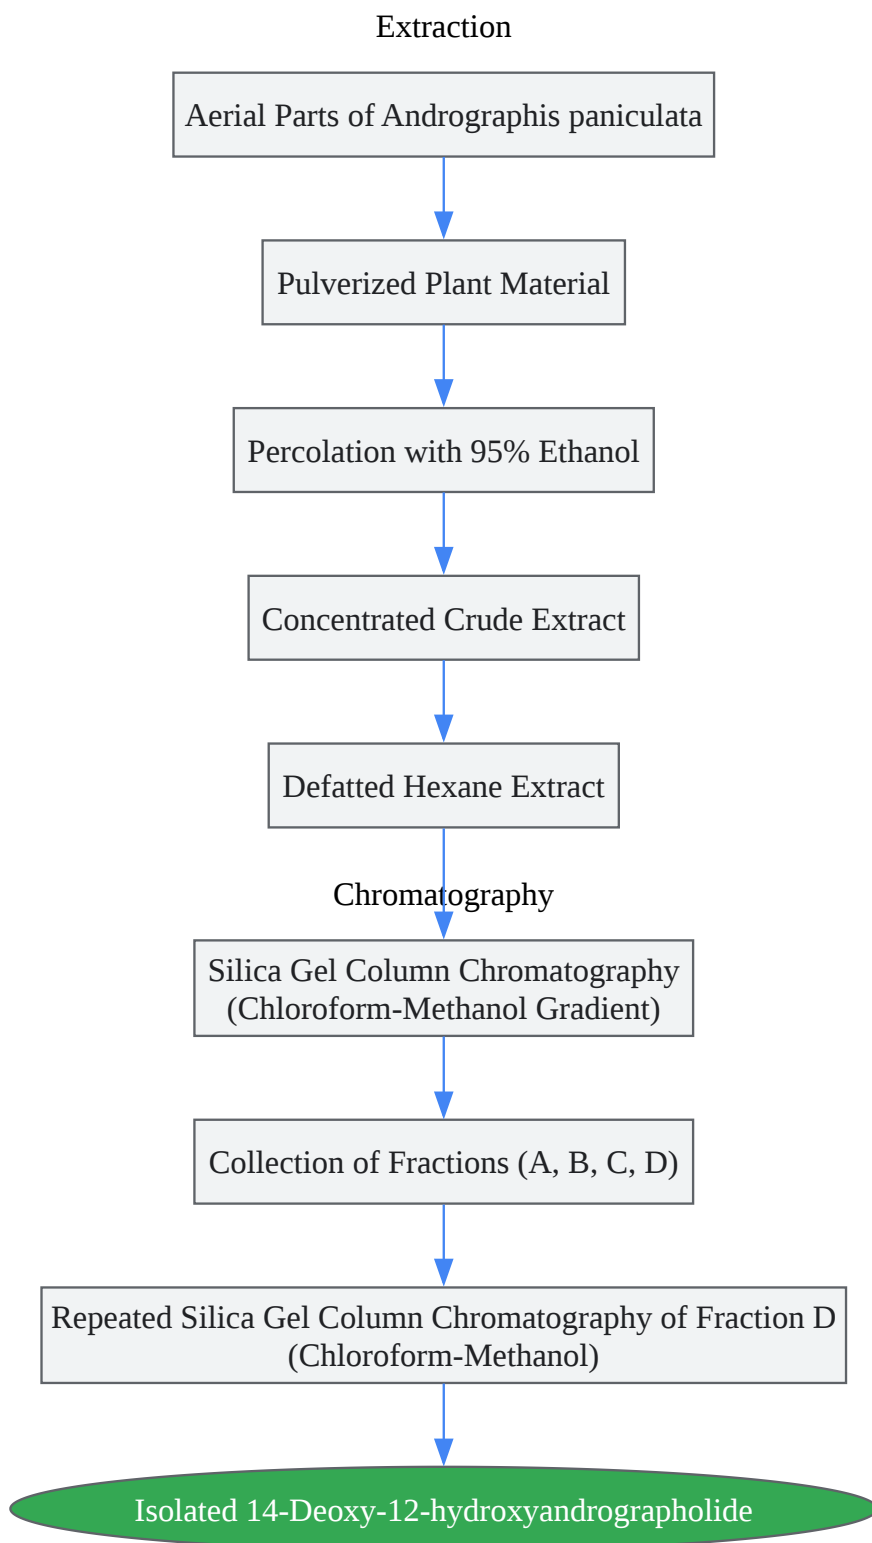 Extraction
Aerial Parts of Andrographis paniculata
Pulverized Plant Material
Percolation with 95% Ethanol
Concentrated Crude Extract
Defatted Hexane Extract
Chromatography
Silica Gel Column Chromatography
(Chloroform-Methanol Gradient)
Collection of Fractions (A, B, C, D)
Repeated Silica Gel Column Chromatography of Fraction D
(Chloroform-Methanol)
Isolated 14-Deoxy-12-hydroxyandrographolide